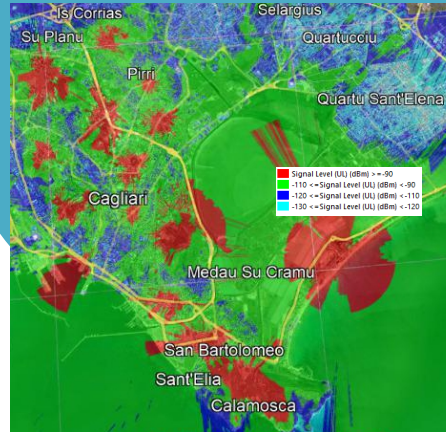 Is Corrias
Selargius
Su Planu
Quartucciu
Pirri
Quartu Sant'Elena
Signal Level (UL) (dBm) >=-90
-110 <=Signal Level (UL) (dBm) <-90
-120 <=Signal Level (UL) (dBm) <-110
-130 <=Signal Level (UL) (dBm) <-120
Cagliari
Medau Su Cramu
San Bartolomeo
Sant'Elia
Calamosca